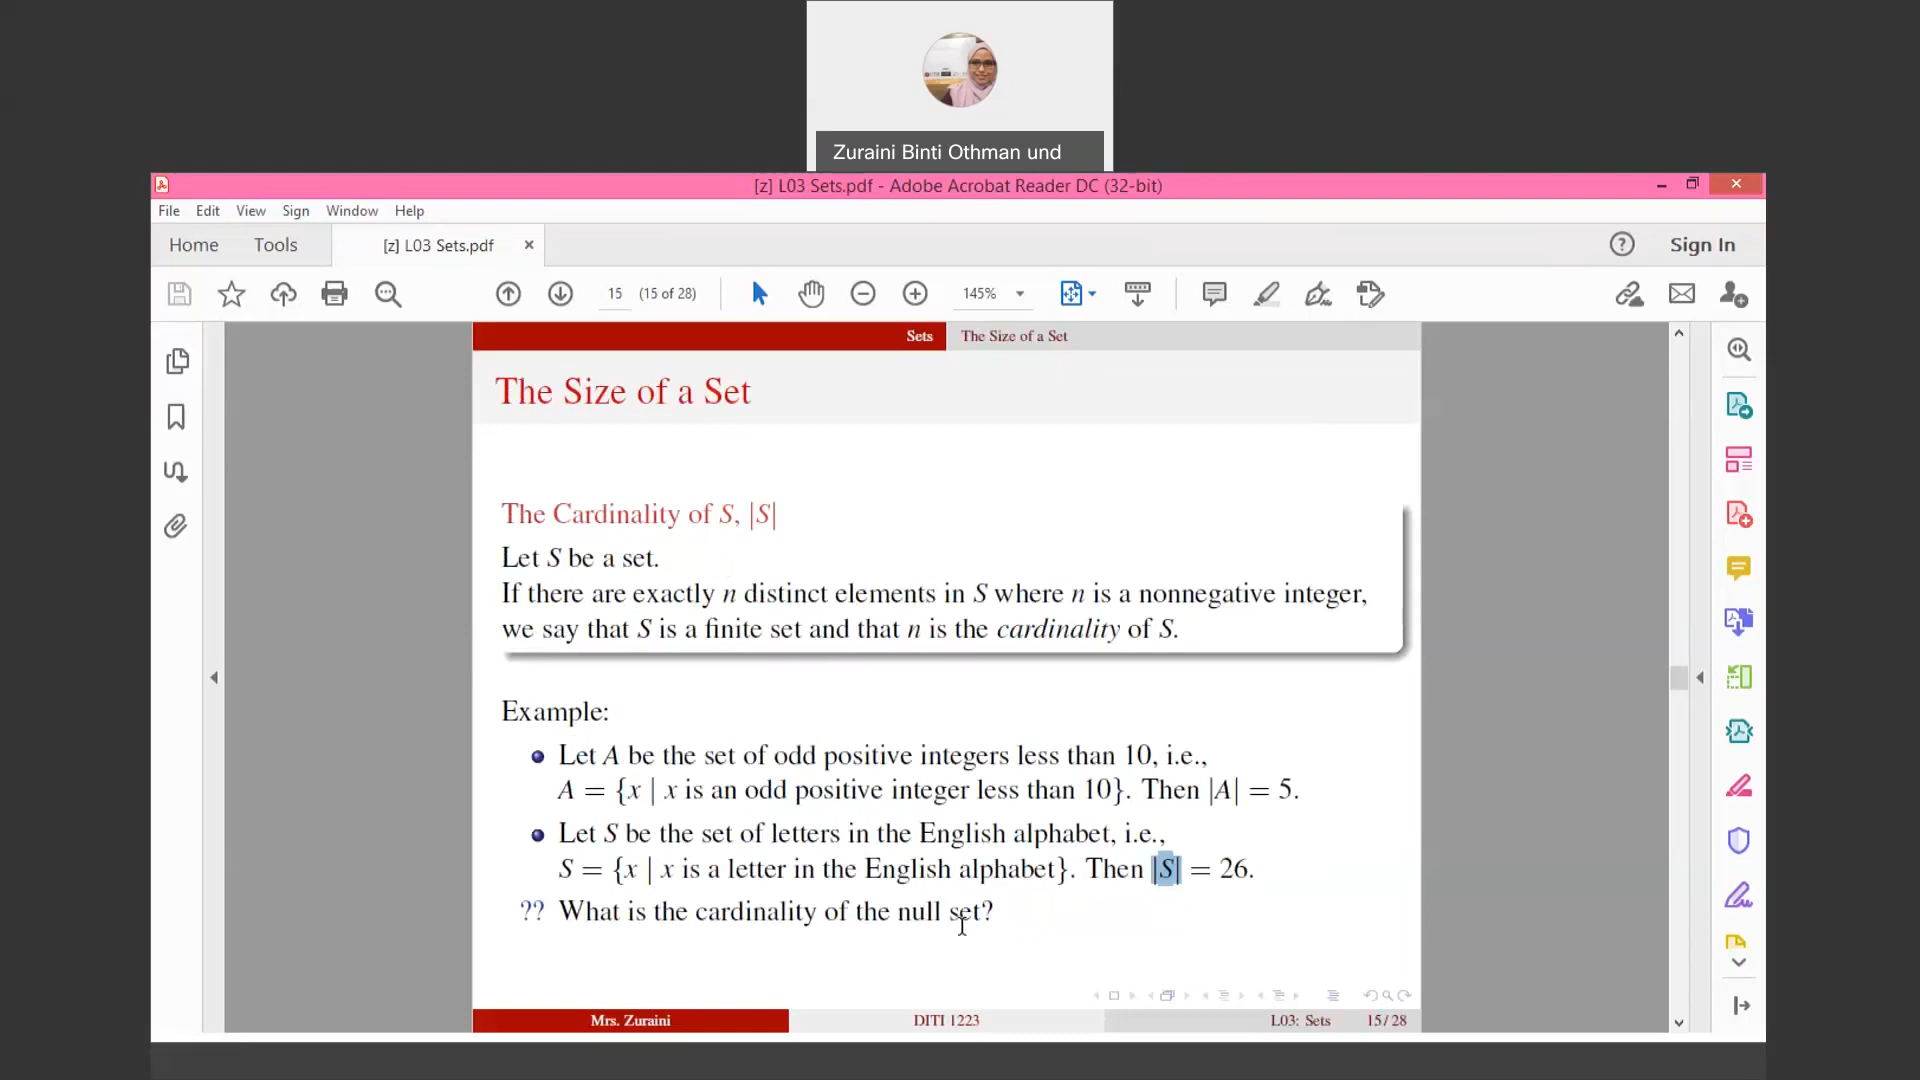 Zuraini Binti Othman und
[z] L03 Sets.pdf - Adobe Acrobat Reader DC (32-bit)
File Edit View Sign Window Help
Home Tools [z] L03 Sets.pdf × Sign In
15 (15 of 28) 145%
Sets The Size of a Set
The Size of a Set
The Cardinality of S, |S|
Let S be a set.
If there are exactly n distinct elements in S where n is a nonnegative integer,
we say that S is a finite set and that n is the cardinality of S.
Example:
Let A be the set of odd positive integers less than 10, i.e.,
A = {x | x is an odd positive integer less than 10}. Then |A| = 5.
Let S be the set of letters in the English alphabet, i.e.,
S = {x | x is a letter in the English alphabet}. Then |S| = 26.
?? What is the cardinality of the null set?
Mrs. Zuraini DITI 1223 L03: Sets 15/28